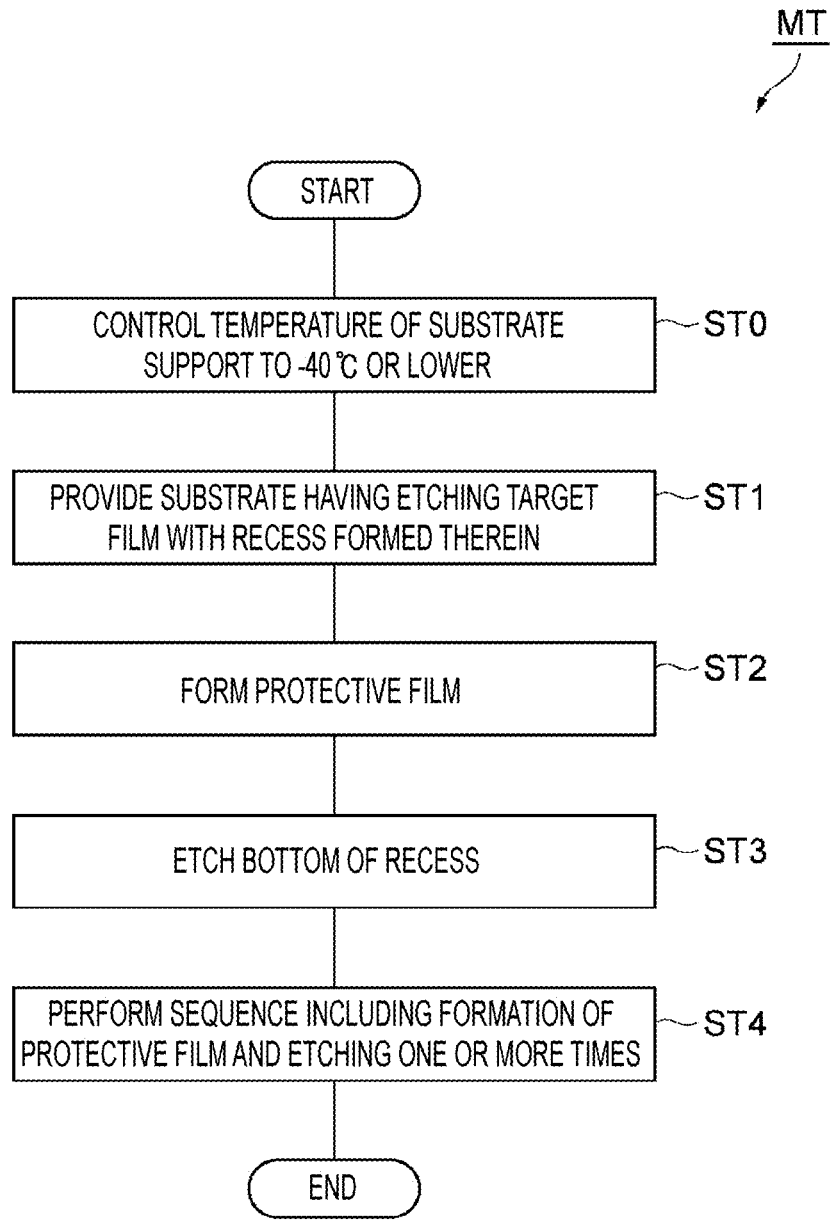 MT
START
CONTROL TEMPERATURE OF SUBSTRATE
SUPPORT TO -40℃ OR LOWER
ST0
PROVIDE SUBSTRATE HAVING ETCHING TARGET
FILM WITH RECESS FORMED THEREIN
ST1
FORM PROTECTIVE FILM
ST2
ETCH BOTTOM OF RECESS
ST3
PERFORM SEQUENCE INCLUDING FORMATION OF
PROTECTIVE FILM AND ETCHING ONE OR MORE TIMES
ST4
END